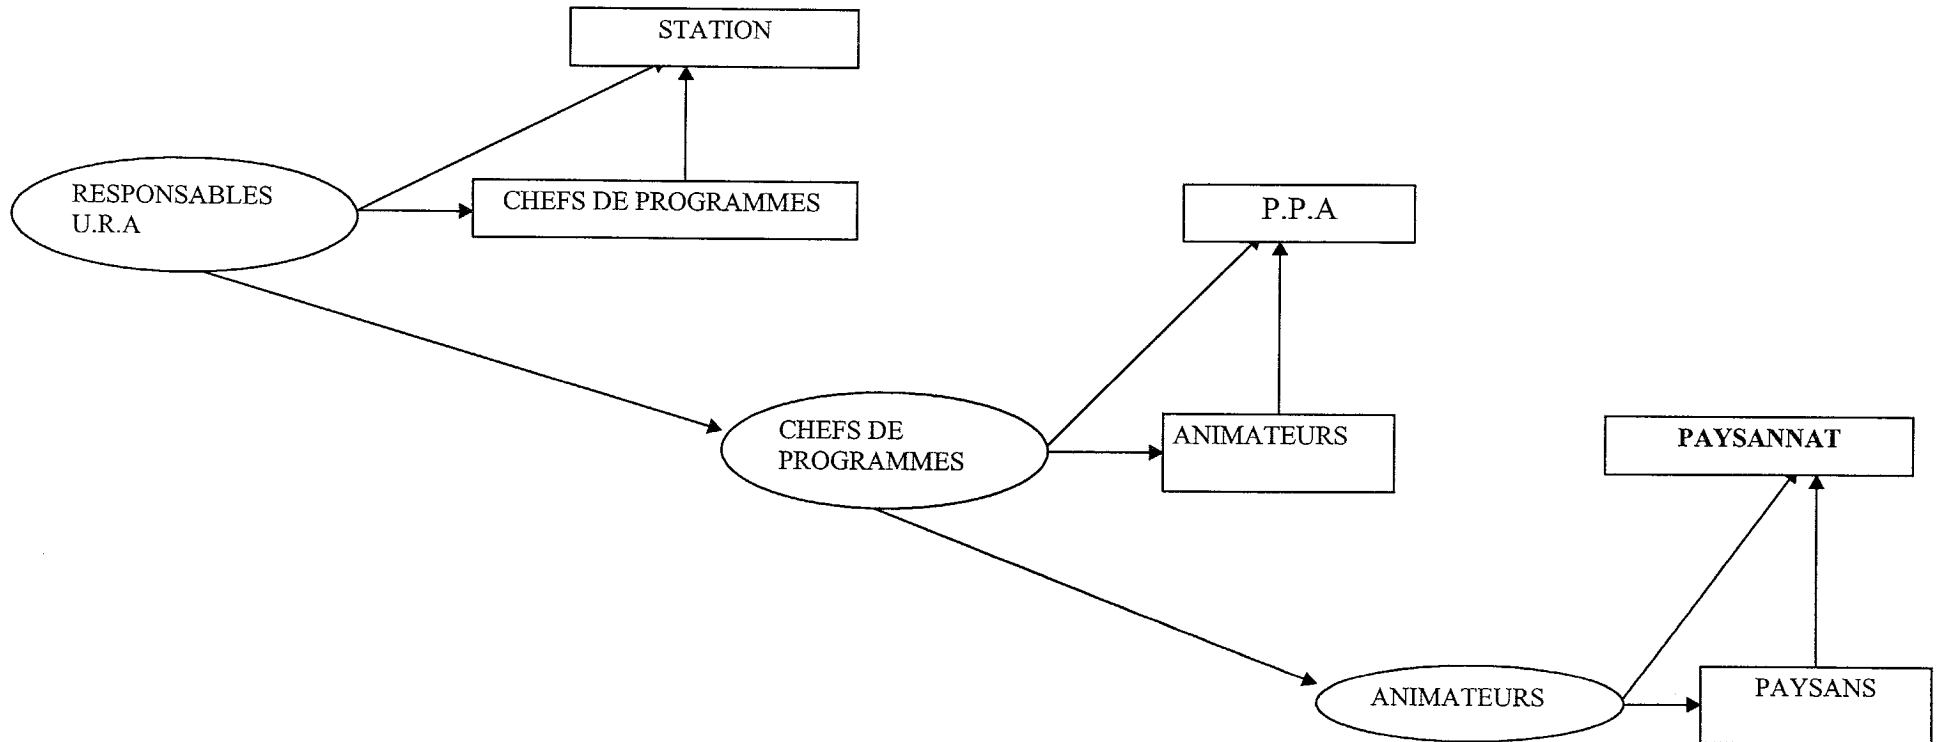 STATION
RESPONSABLES
U.R.A
CHEFS DE PROGRAMMES
P.P.A
CHEFS DE
PROGRAMMES
ANIMATEURS
PAYSANNAT
ANIMATEURS
PAYSANS